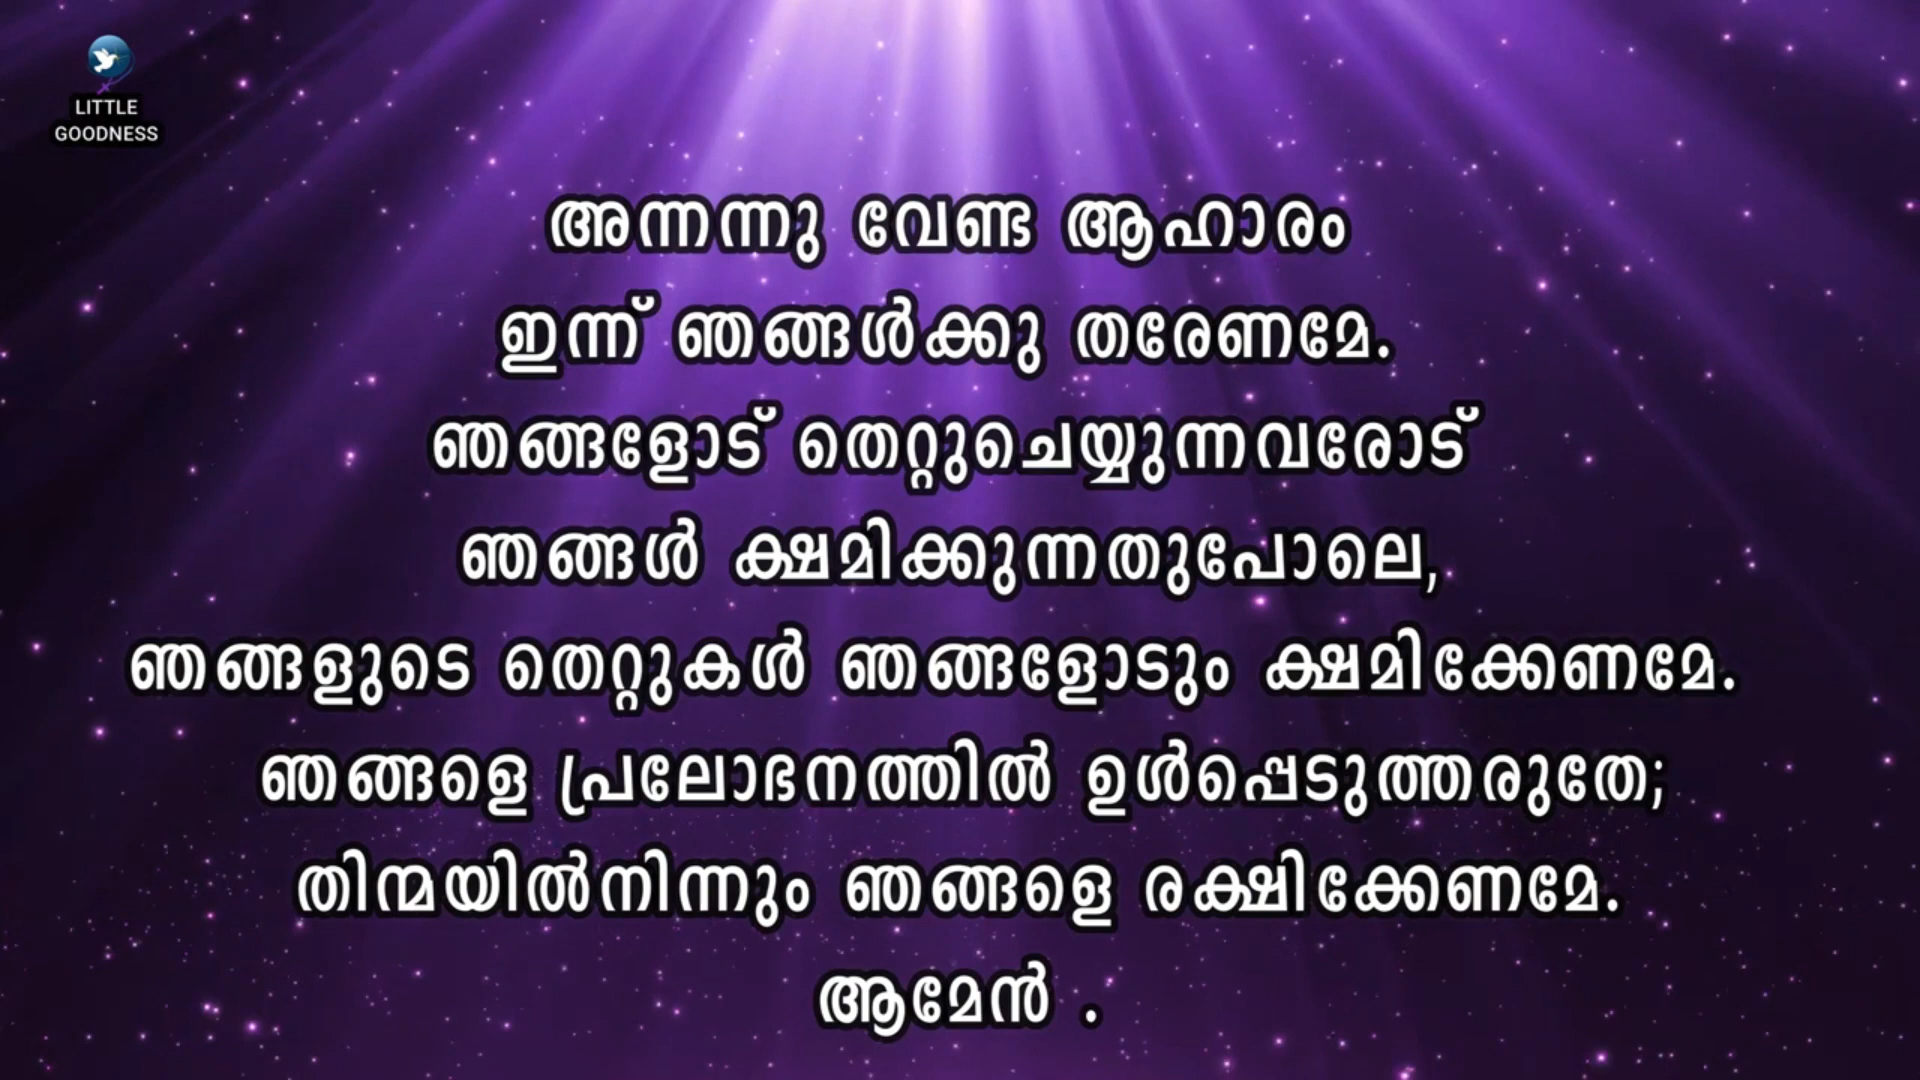 LITTLE
GOODNESS
അന്നന്നു വേണ്ട ആഹാരം
ഇന്ന് ഞങ്ങൾക്കു തരേണമേ.
ഞങ്ങളോട് തെറ്റുചെയ്യുന്നവരോട്
ഞങ്ങൾ ക്ഷമിക്കുന്നതുപോലെ,
ഞങ്ങളുടെ തെറ്റുകൾ ഞങ്ങളോടും ക്ഷമിക്കേണമേ.
ഞങ്ങളെ പ്രലോഭനത്തിൽ ഉൾപ്പെടുത്തരുതേ;
തിന്മയിൽനിന്നും ഞങ്ങളെ രക്ഷിക്കേണമേ.
ആമേൻ .